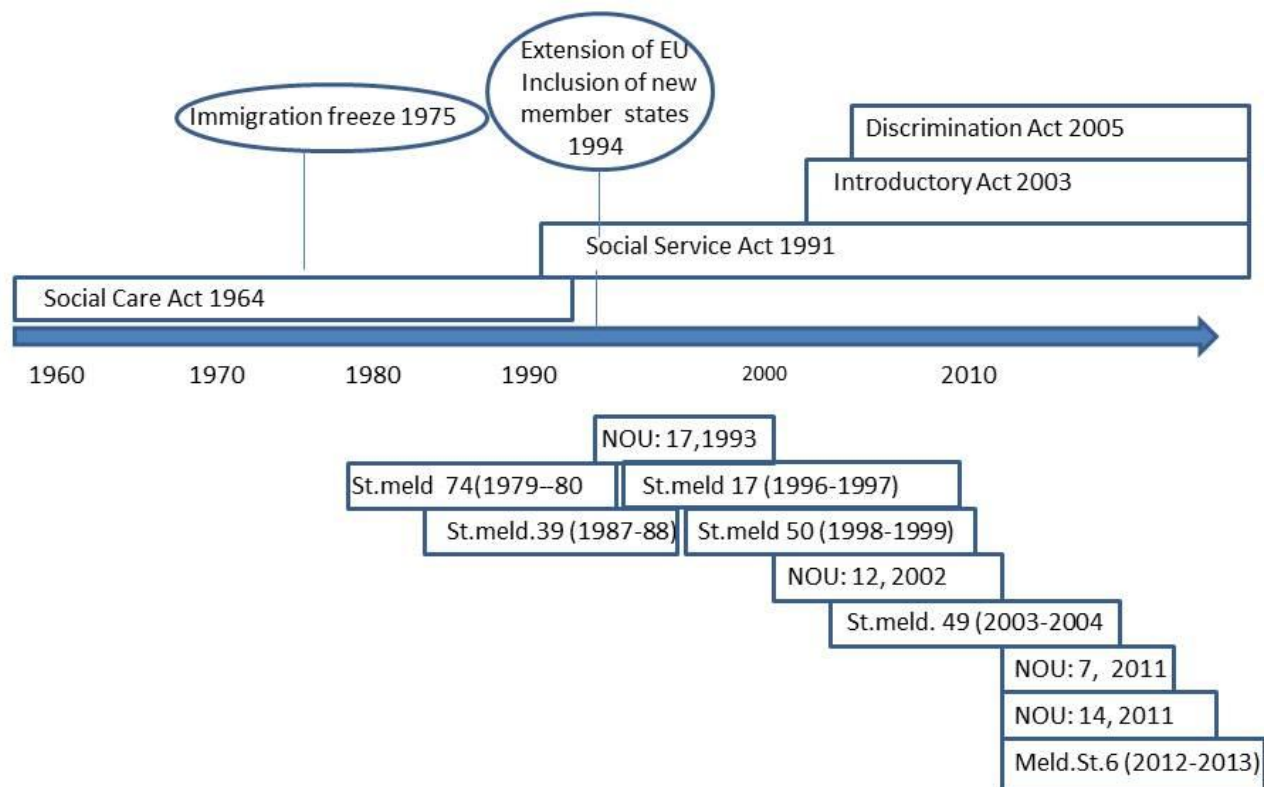 Extension of EU
Inclusion of new
member states
1994
Immigration freeze 1975
Discrimination Act 2005
Introductory Act 2003
Social Service Act 1991
Social Care Act 1964
1960
1970
1980
1990
2000
2010
NOU: 17,1993
St.meld 74(1979--80
St.meld 17 (1996-1997)
St.meld.39 (1987-88)
St.meld 50 (1998-1999)
NOU: 12, 2002
St.meld. 49 (2003-2004
NOU: 7, 2011
NOU: 14, 2011
Meld.St.6 (2012-2013)